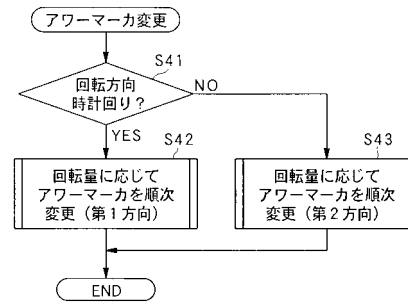 アワーマーカ変更
S41
回転方向
時計回り?
NO
YES
S42
回転量に応じて
アワーマーカを順次
変更(第1方向)
S43
回転量に応じて
アワーマーカを順次
変更(第2方向)
END